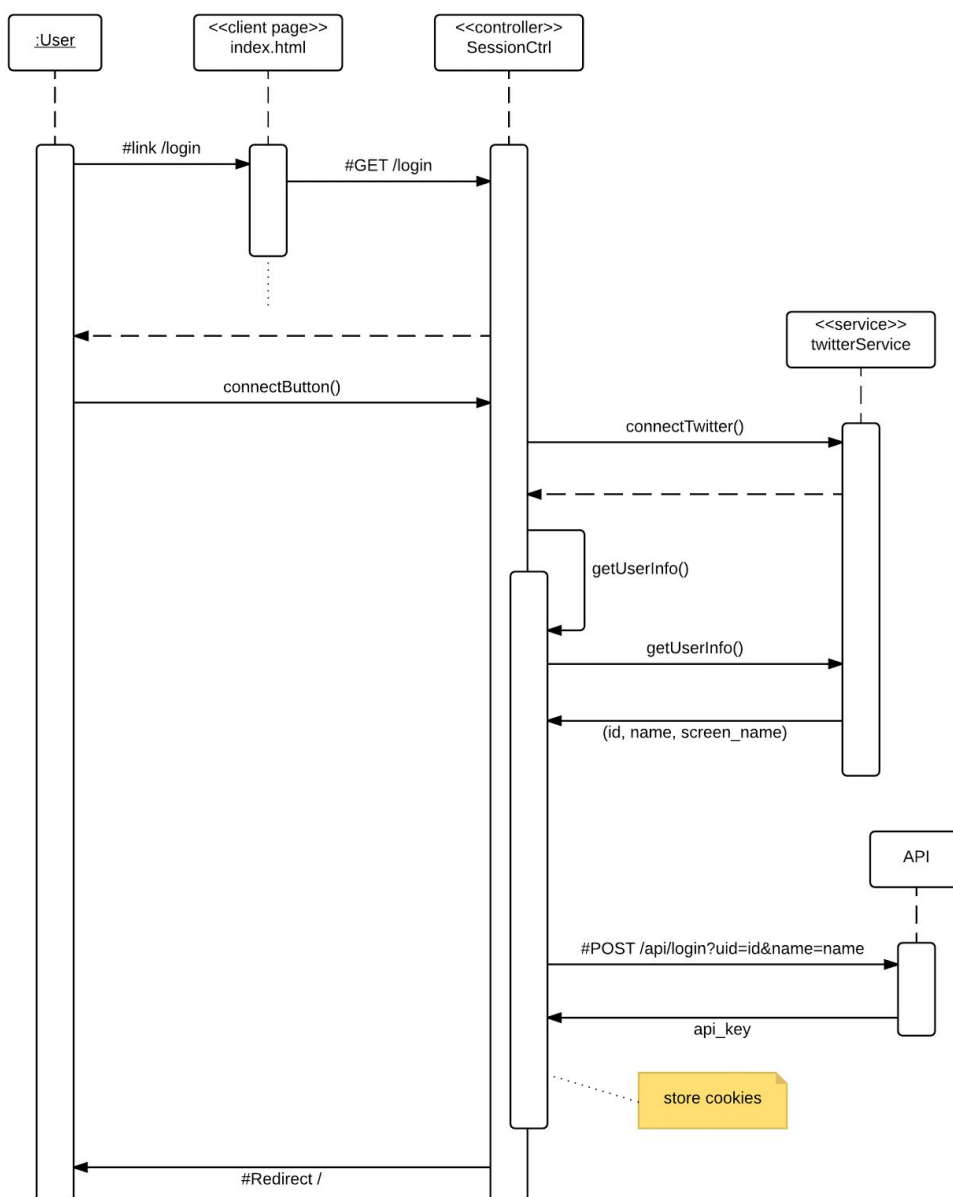 :User
<<client page>>
index.html
<<controller>>
SessionCtrl
#link /login
#GET /login
<<service>>
twitterService
connectButton()
connectTwitter()
getUserInfo()
getUserInfo()
(id, name, screen_name)
API
#POST /api/login?uid=id&name=name
api_key
store cookies
#Redirect /